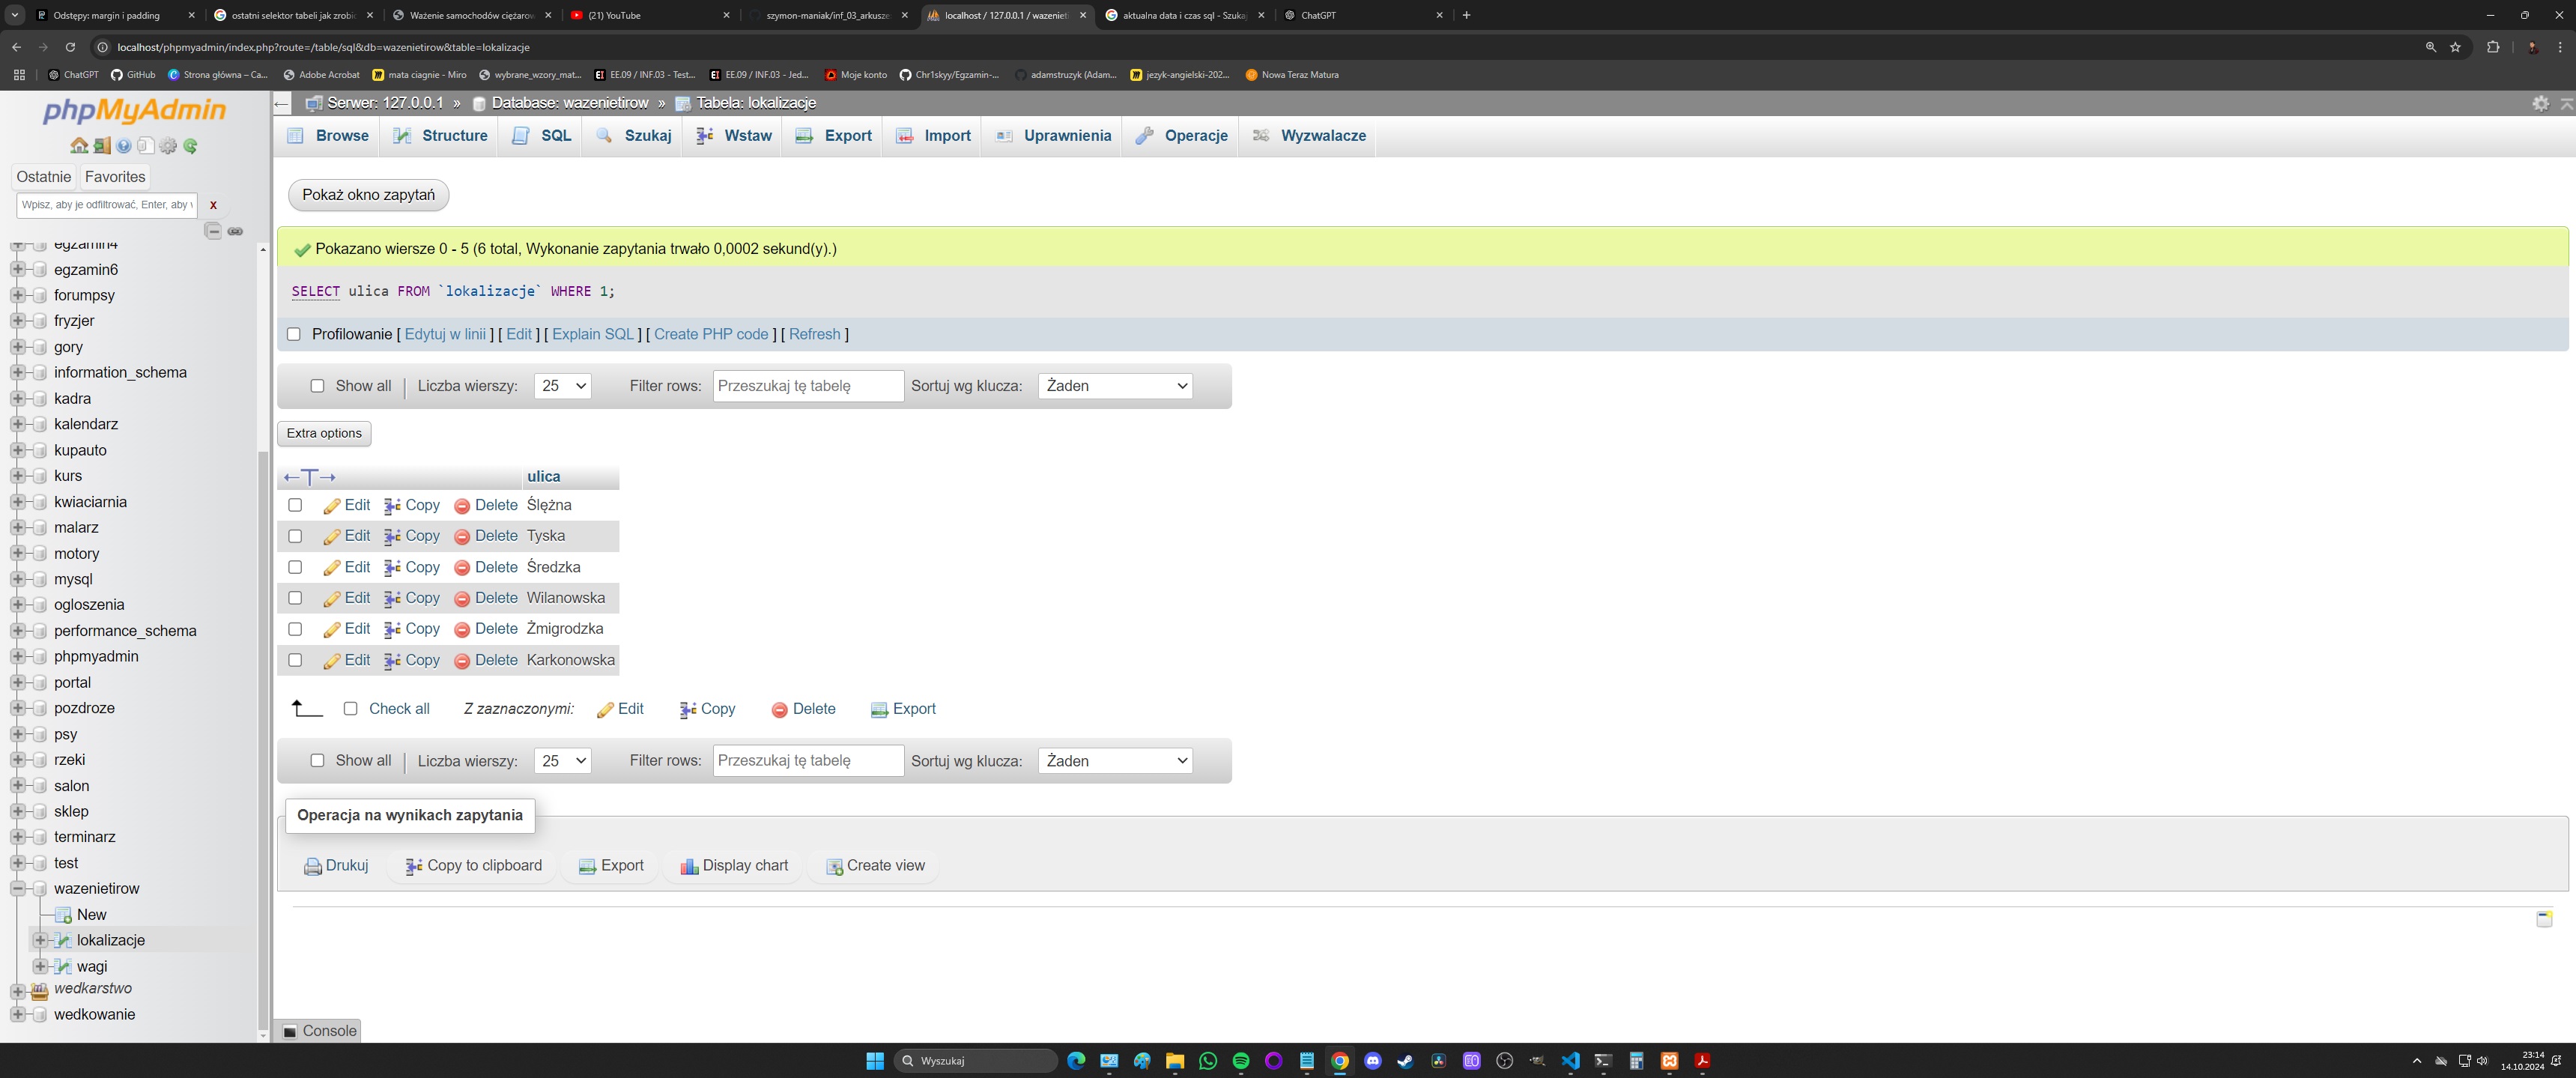 Odstępy: margin i padding
ostatni selektor tabeli jak zrobić
Ważenie samochodów ciężarow
(21) YouTube
szymon-maniak/inf_03_arkusze
localhost / 127.0.0.1 / wazenieti
aktualna data i czas sql - Szukaj
ChatGPT
localhost/phpmyadmin/index.php?route=/table/sql&db=wazenietirow&table=lokalizacje
ChatGPT
GitHub
Strona główna – Ca...
Adobe Acrobat
mata ciagnie - Miro
wybrane_wzory_mat...
EE.09 / INF.03 - Test...
EE.09 / INF.03 - Jed...
Moje konto
Chr1skyy/Egzamin-...
adamstruzyk (Adam...
jezyk-angielski-202...
Nowa Teraz Matura
phpMyAdmin
Ostatnie Favorites
Wpisz, aby je odfiltrować, Enter, aby
X
egzamin4
egzamin6
forumpsy
fryzjer
gory
information_schema
kadra
kalendarz
kupauto
kurs
kwiaciarnia
malarz
motory
mysql
ogloszenia
performance_schema
phpmyadmin
portal
pozdroze
psy
rzeki
salon
sklep
terminarz
test
wazenietirow
New
lokalizacje
wagi
wedkarstwo
wedkowanie
Serwer: 127.0.0.1 » Database: wazenietirow » Tabela: lokalizacje
Browse Structure SQL Szukaj Wstaw Export Import Uprawnienia Operacje Wyzwalacze
Pokaż okno zapytań
Pokazano wiersze 0 - 5 (6 total, Wykonanie zapytania trwało 0,0002 sekund(y).)
SELECT ulica FROM `lokalizacje` WHERE 1;
Profilowanie [ Edytuj w linii ] [ Edit ] [ Explain SQL ] [ Create PHP code ] [ Refresh ]
Show all | Liczba wierszy: 25 Filter rows: Przeszukaj tę tabelę Sortuj wg klucza: Żaden
Extra options
ulica
Edit Copy Delete Ślężna
Edit Copy Delete Tyska
Edit Copy Delete Średzka
Edit Copy Delete Wilanowska
Edit Copy Delete Żmigrodzka
Edit Copy Delete Karkonowska
Check all Z zaznaczonymi: Edit Copy Delete Export
Show all | Liczba wierszy: 25 Filter rows: Przeszukaj tę tabelę Sortuj wg klucza: Żaden
Operacja na wynikach zapytania
Drukuj Copy to clipboard Export Display chart Create view
Console
Wyszukaj
23:14
14.10.2024